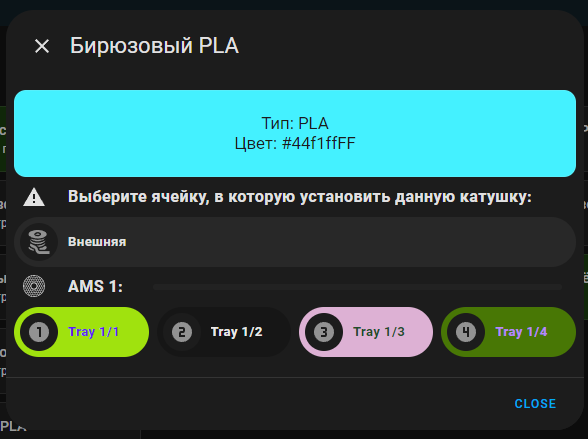 Бирюзовый PLA
Тип: PLA
Цвет: #44f1ffFF
Выберите ячейку, в которую установить данную катушку:
Внешняя
AMS 1:
1 Tray 1/1
2 Tray 1/2
3 Tray 1/3
4 Tray 1/4
CLOSE
PLA